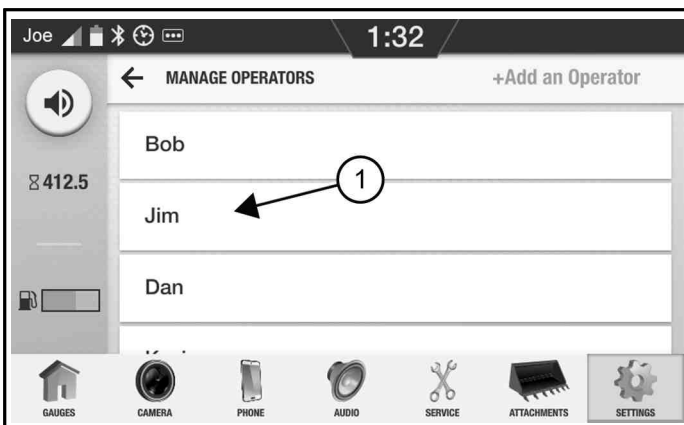 Joe
1:32
MANAGE OPERATORS
+Add an Operator
Bob
412.5
1
Jim
Dan
GAUGES
CAMERA
PHONE
AUDIO
SERVICE
ATTACHMENTS
SETTINGS